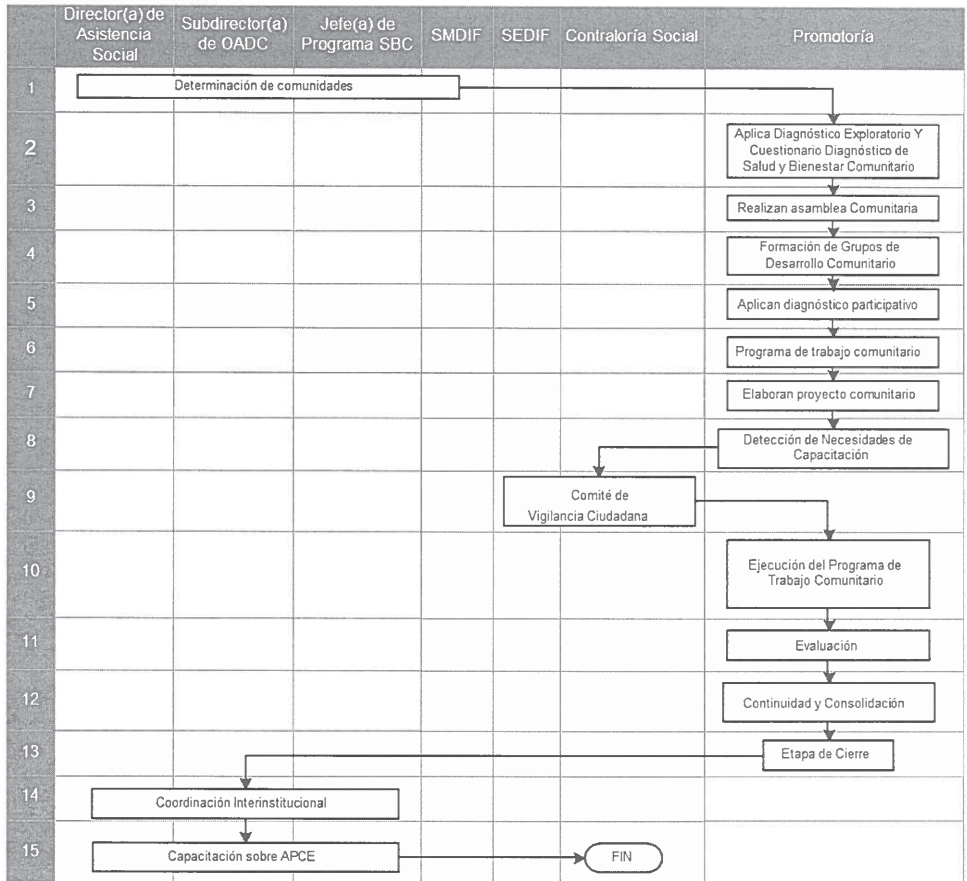 Director(a) de
Asistencia
Social
Subdirector(a)
de OADC
Jefe(a) de
Programa SBC
SMDIF
SEDIF
Contraloría Social
Promotoría
1
Determinación de comunidades
2
Aplica Diagnóstico Exploratorio Y
Cuestionario Diagnóstico de
Salud y Bienestar Comunitario
3
Realizan asamblea Comunitaria
4
Formación de Grupos de
Desarrollo Comunitario
5
Aplican diagnóstico participativo
6
Programa de trabajo comunitario
7
Elaboran proyecto comunitario
8
Detección de Necesidades de
Capacitación
9
Comité de
Vigilancia Ciudadana
10
Ejecución del Programa de
Trabajo Comunitario
11
Evaluación
12
Continuidad y Consolidación
13
Etapa de Cierre
14
Coordinación Interinstitucional
15
Capacitación sobre APCE
FIN